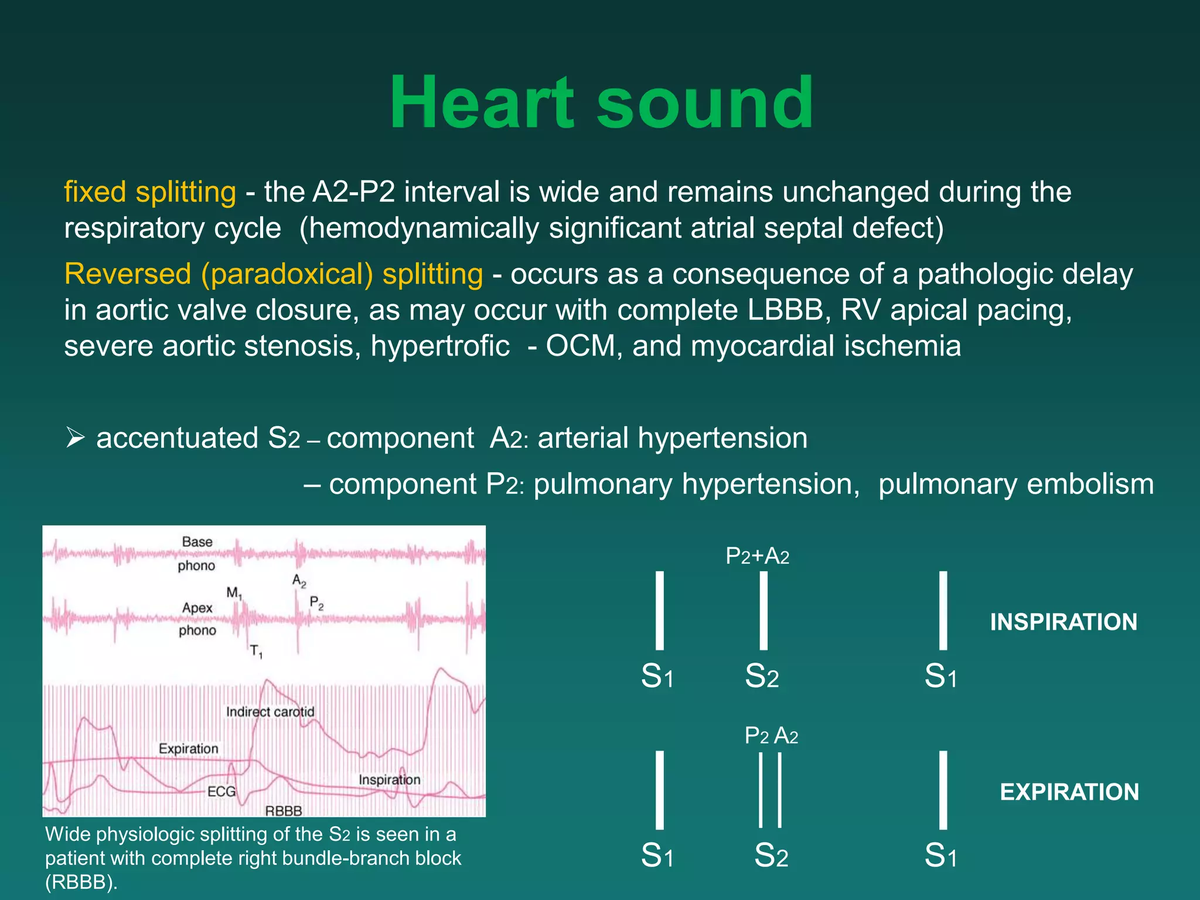 Heart sound
fixed splitting - the A2-P2 interval is wide and remains unchanged during the
respiratory cycle  (hemodynamically significant atrial septal defect)
Reversed (paradoxical) splitting - occurs as a consequence of a pathologic delay
in aortic valve closure, as may occur with complete LBBB, RV apical pacing,
severe aortic stenosis, hypertrofic  - OCM, and myocardial ischemia
➢ accentuated S2 – component  A2: arterial hypertension
– component P2: pulmonary hypertension,  pulmonary embolism
Base
phono
A2
M1
P2
Apex
phono
T1
Indirect carotid
Expiration
Inspiration
ECG
RBBB
Wide physiologic splitting of the S2 is seen in a
patient with complete right bundle-branch block
(RBBB).
P2+A2
INSPIRATION
S1 S2 S1
P2 A2
EXPIRATION
S1 S2 S1